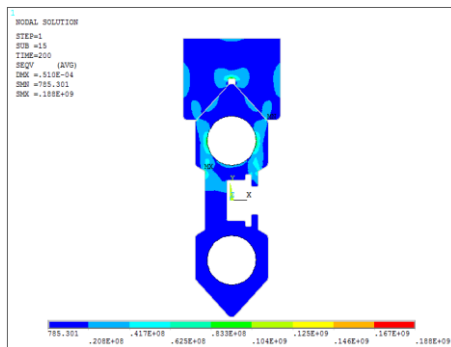 1
NODAL SOLUTION
STEP=1
SUB =15
TIME=200
SEQV (AVG)
DMX =.510E-04
SMN =785.301
SMX =.188E+09
MX
Y
Z X
785.301 .417E+08 .833E+08 .125E+09 .167E+09
.208E+08 .625E+08 .104E+09 .146E+09 .188E+09